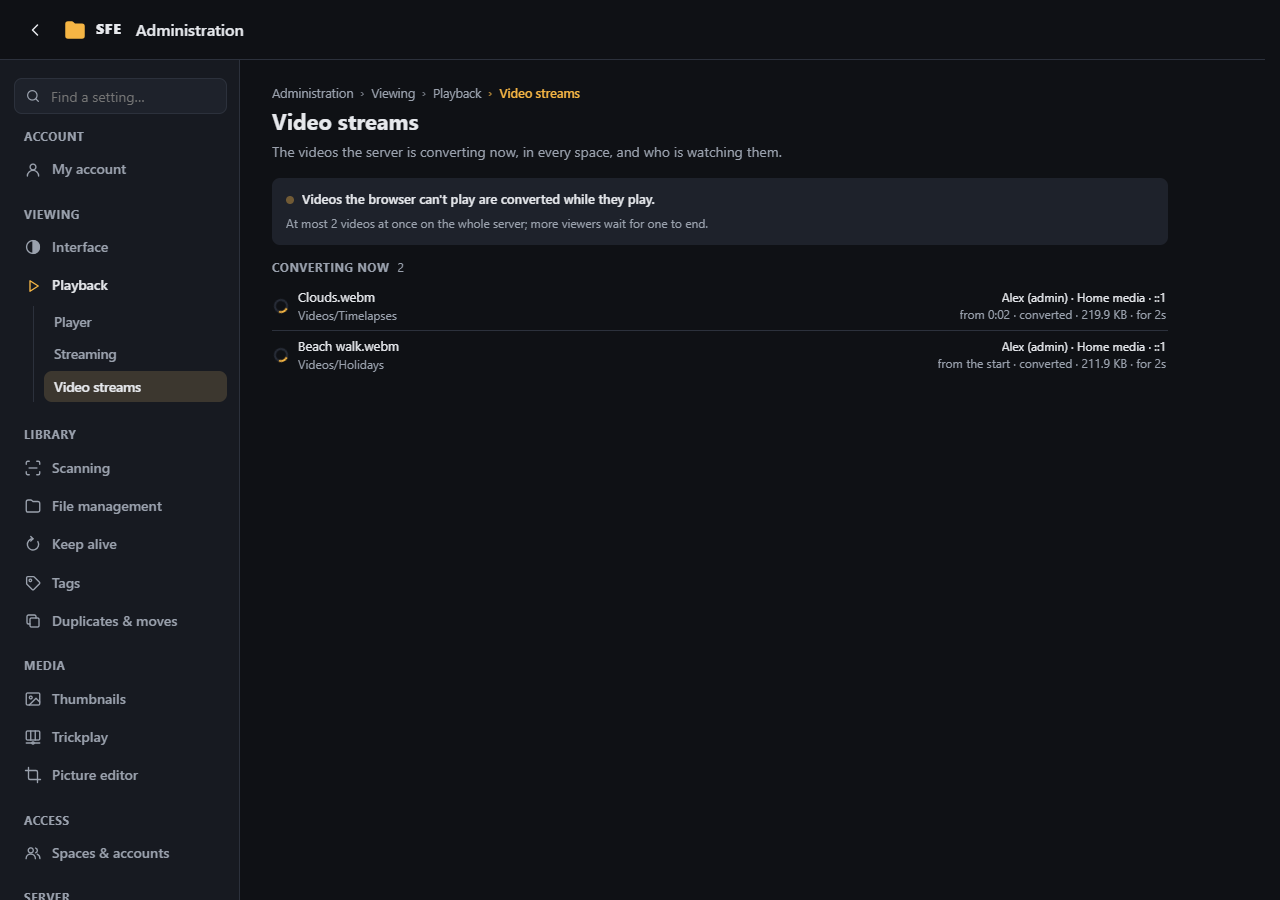 SFE Administration
Find a setting...
ACCOUNT
My account
VIEWING
Interface
Playback
Player
Streaming
Video streams
LIBRARY
Scanning
File management
Keep alive
Tags
Duplicates & moves
MEDIA
Thumbnails
Trickplay
Picture editor
ACCESS
Spaces & accounts
SERVER
Administration › Viewing › Playback › Video streams
Video streams
The videos the server is converting now, in every space, and who is watching them.
Videos the browser can't play are converted while they play.
At most 2 videos at once on the whole server; more viewers wait for one to end.
CONVERTING NOW 2
Clouds.webm
Videos/Timelapses
Alex (admin) · Home media · ::1
from 0:02 · converted · 219.9 KB · for 2s
Beach walk.webm
Videos/Holidays
Alex (admin) · Home media · ::1
from the start · converted · 211.9 KB · for 2s